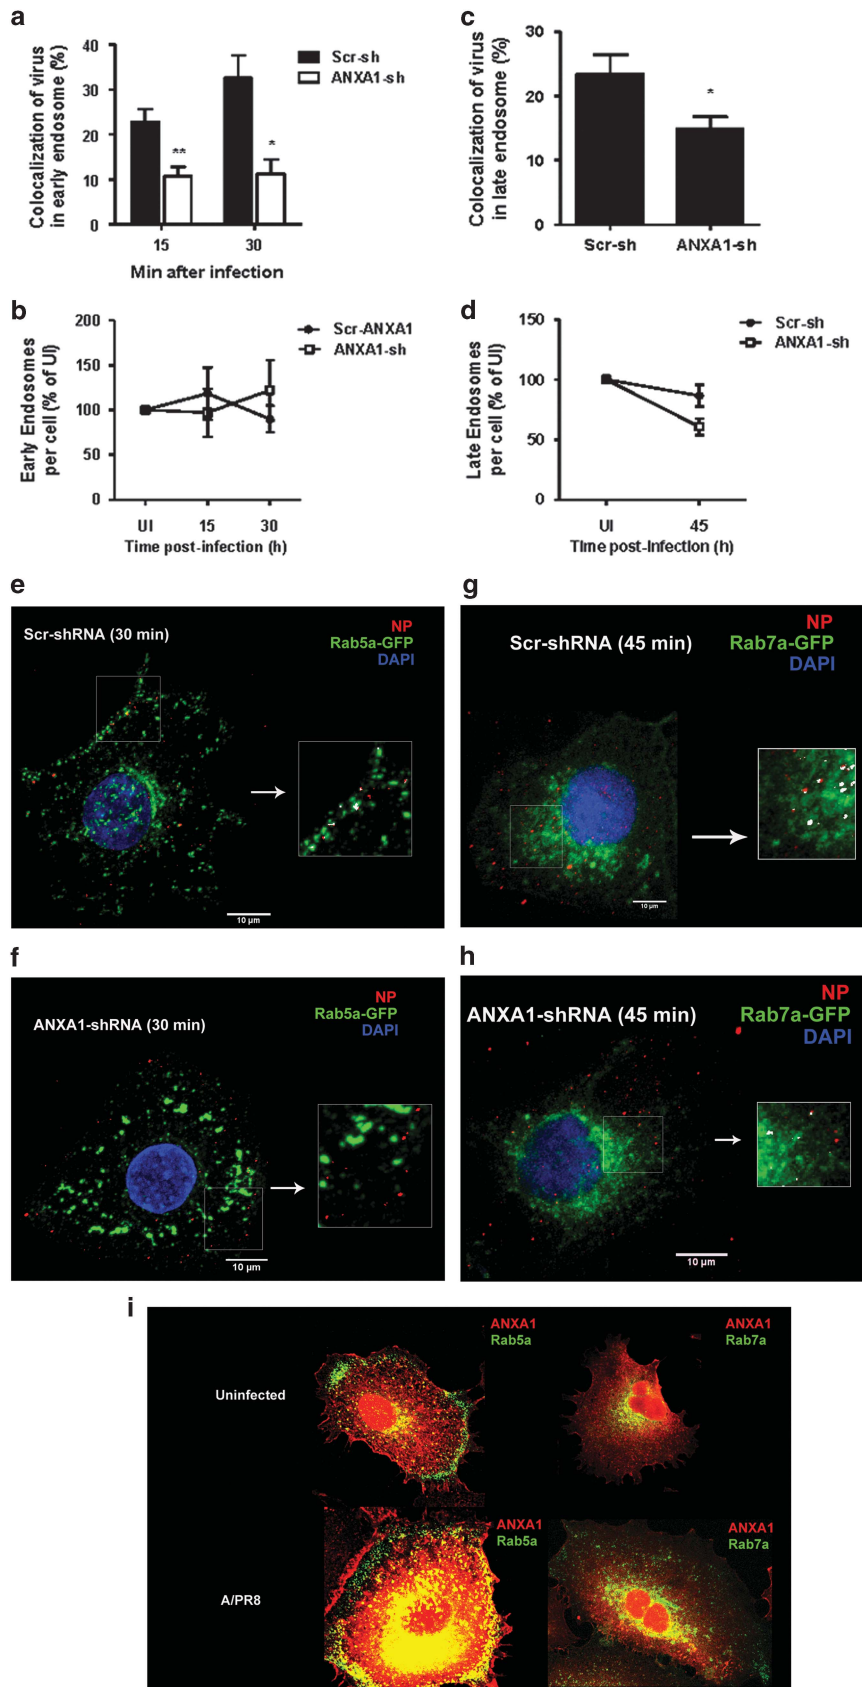 a
Colocalization of virus
in early endosome (%)
40
30
20
10
0
**
*
15
30
Min after infection
Scr-sh
ANXA1-sh
c
Colocalization of virus
in late endosome (%)
30
20
10
0
*
Scr-sh
ANXA1-sh
b
Early Endosomes
per cell (% of UI)
200
150
100
50
0
UI
15
30
Time post-infection (h)
Scr-ANXA1
ANXA1-sh
d
Late Endosomes
per cell (% of UI)
150
100
50
0
UI
45
Time post-infection (h)
Scr-sh
ANXA1-sh
e
Scr-shRNA (30 min)
NP
Rab5a-GFP
DAPI
10 µm
g
Scr-shRNA (45 min)
NP
Rab7a-GFP
DAPI
10 µm
f
ANXA1-shRNA (30 min)
NP
Rab5a-GFP
DAPI
10 µm
h
ANXA1-shRNA (45 min)
NP
Rab7a-GFP
DAPI
10 µm
i
Uninfected
ANXA1
Rab5a
ANXA1
Rab7a
A/PR8
ANXA1
Rab5a
ANXA1
Rab7a